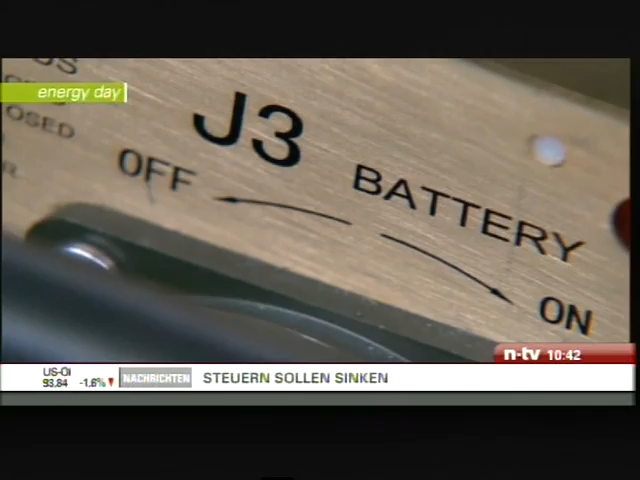 energy day
OSED
J3
OFF
BATTERY
ON
n-tv 10:42
US-Öl
93.84 -1.6%
NACHRICHTEN
STEUERN SOLLEN SINKEN